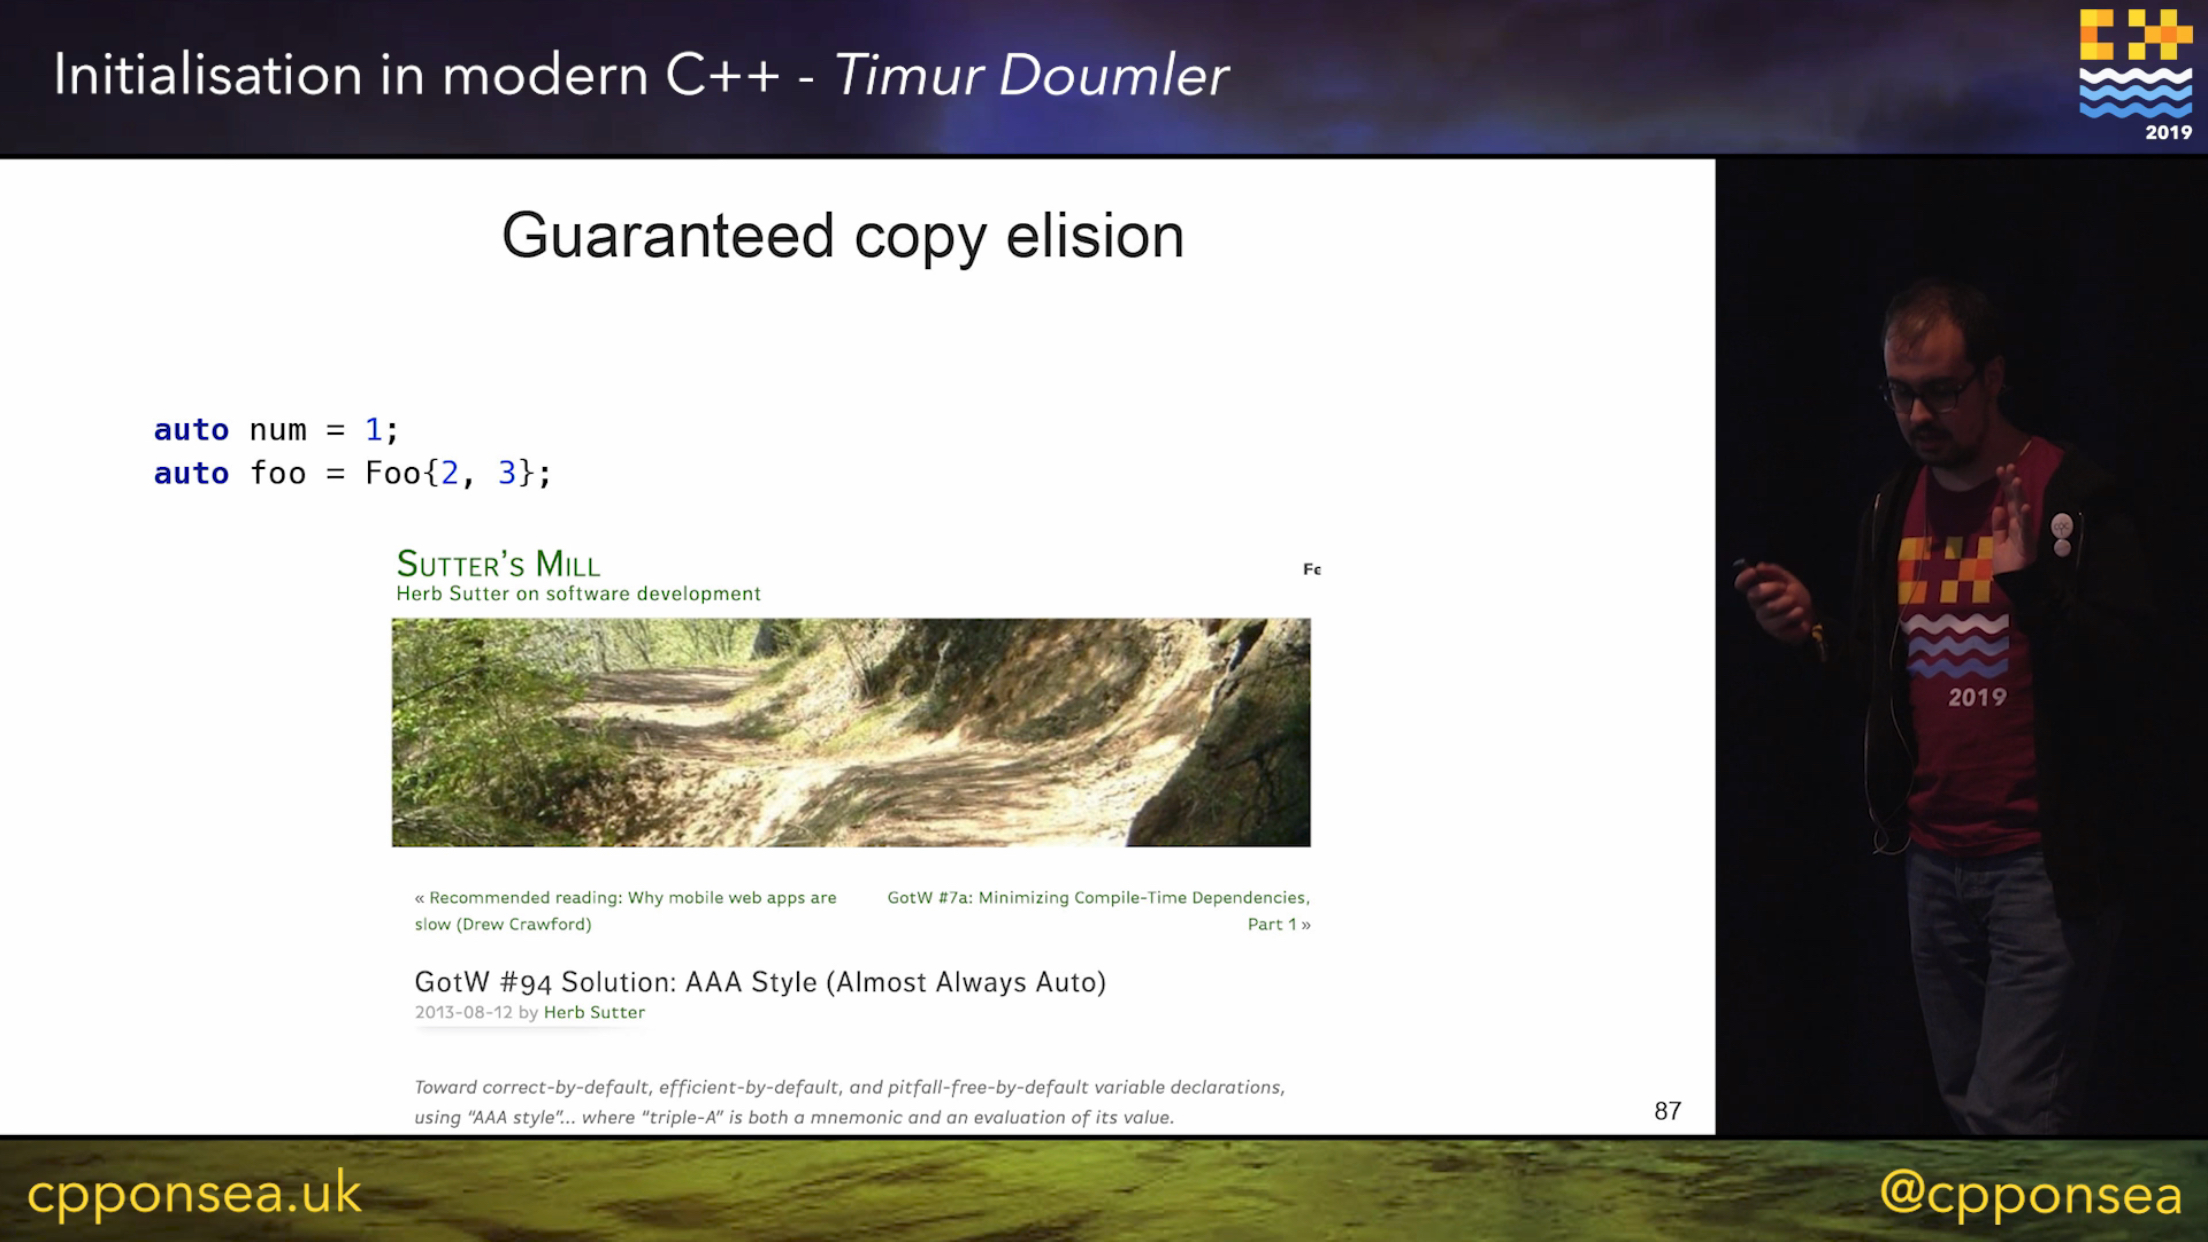 Initialisation in modern C++ - Timur Doumler
2019
Guaranteed copy elision
auto num = 1;
auto foo = Foo{2, 3};
SUTTER'S MILL
Fe
Herb Sutter on software development
« Recommended reading: Why mobile web apps are
slow (Drew Crawford)
GotW #7a: Minimizing Compile-Time Dependencies,
Part 1 »
GotW #94 Solution: AAA Style (Almost Always Auto)
2013-08-12 by Herb Sutter
Toward correct-by-default, efficient-by-default, and pitfall-free-by-default variable declarations,
using “AAA style”… where “triple-A” is both a mnemonic and an evaluation of its value.
87
2019
cpponsea.uk
@cpponsea